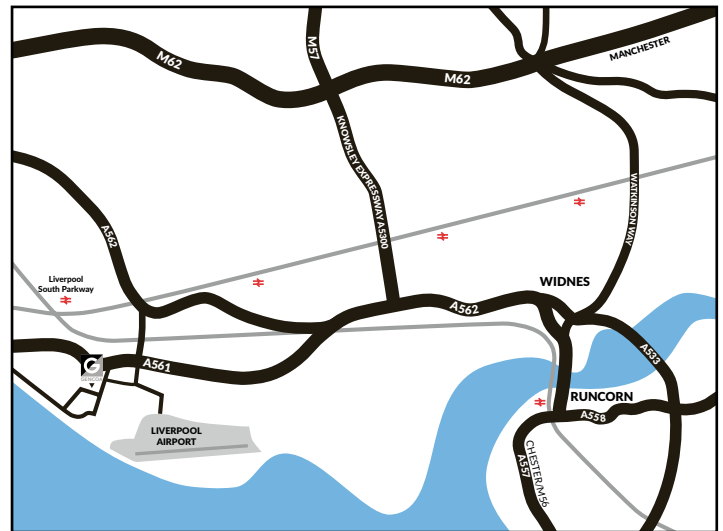 M57
MANCHESTER
M62
M62
KNOWSLEY EXPRESSWAY A5300
WATKINSON WAY
A562
Liverpool
South Parkway
WIDNES
A562
A533
A561
G
GENCOA
RUNCORN
A558
LIVERPOOL
AIRPORT
CHESTER/M56
A557